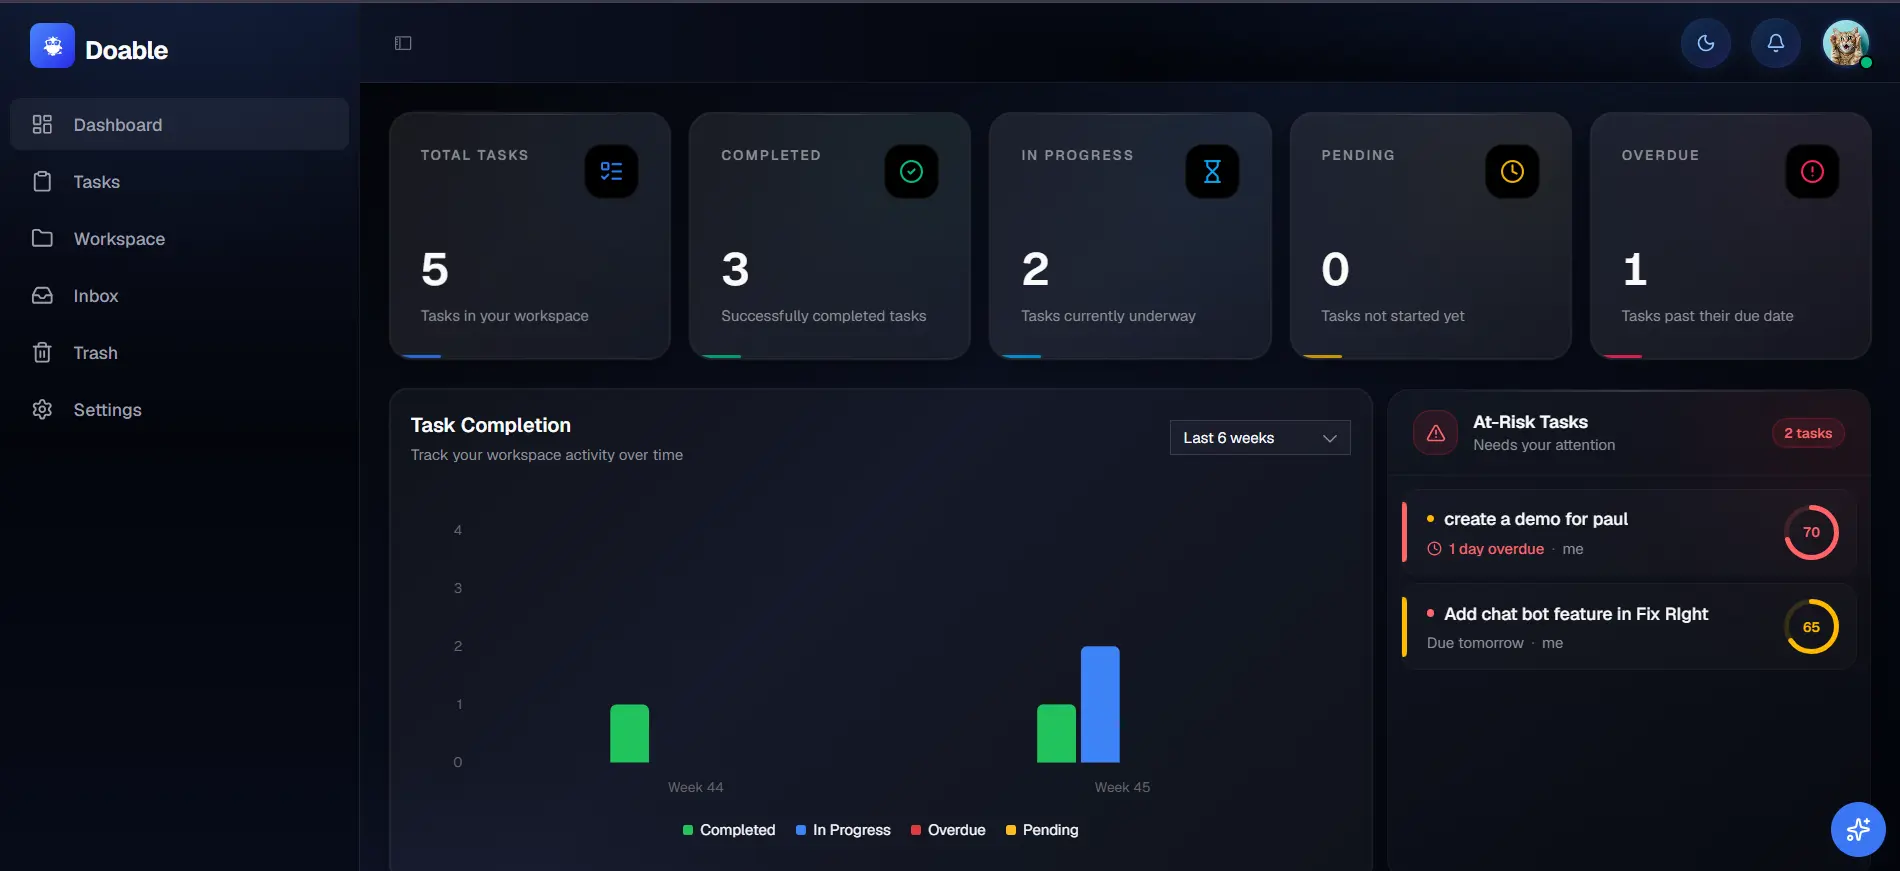 Doable
Dashboard
Tasks
Workspace
Inbox
Trash
Settings
TOTAL TASKS
5
Tasks in your workspace
COMPLETED
3
Successfully completed tasks
IN PROGRESS
2
Tasks currently underway
PENDING
0
Tasks not started yet
OVERDUE
1
Tasks past their due date
Task Completion
Track your workspace activity over time
Last 6 weeks
4
3
2
1
0
Week 44
Week 45
Completed
In Progress
Overdue
Pending
At-Risk Tasks
Needs your attention
2 tasks
create a demo for paul
1 day overdue · me
70
Add chat bot feature in Fix RIght
Due tomorrow · me
65